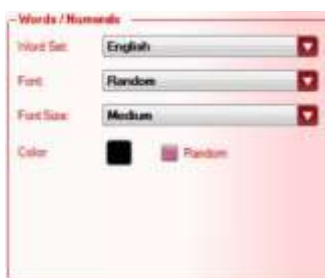 Words / Numerals
Word Set: English
Font: Random
Font Size: Medium
Color Random